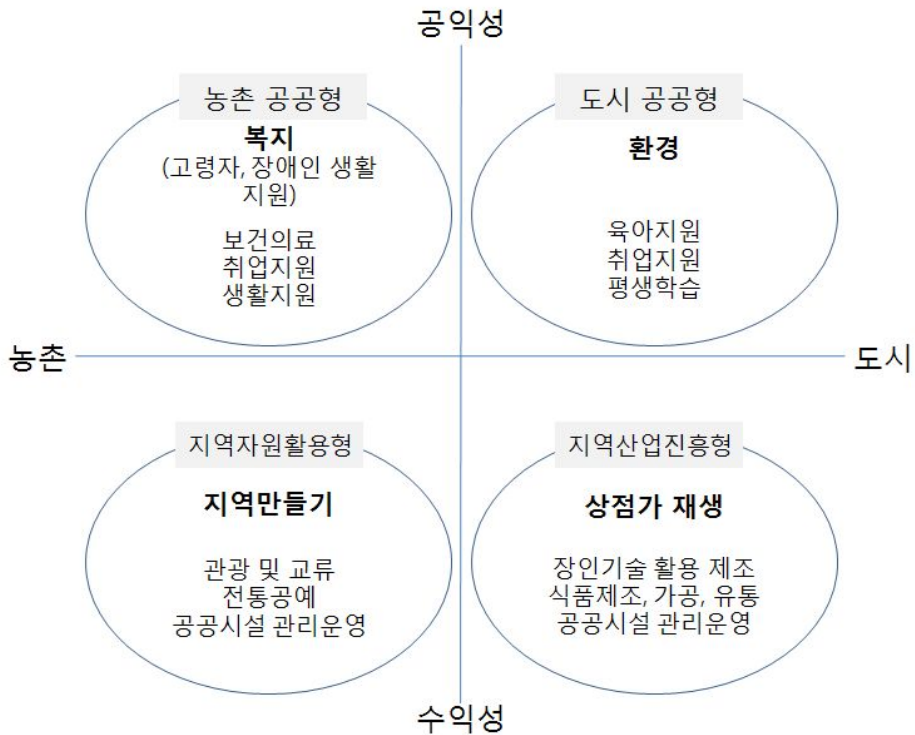 공익성
농촌 공공형
복지
(고령자, 장애인 생활
지원)
보건의료
취업지원
생활지원
도시 공공형
환경
육아지원
취업지원
평생학습
농촌
도시
지역자원활용형
지역만들기
관광 및 교류
전통공예
공공시설 관리운영
지역산업진흥형
상점가 재생
장인기술 활용 제조
식품제조, 가공, 유통
공공시설 관리운영
수익성